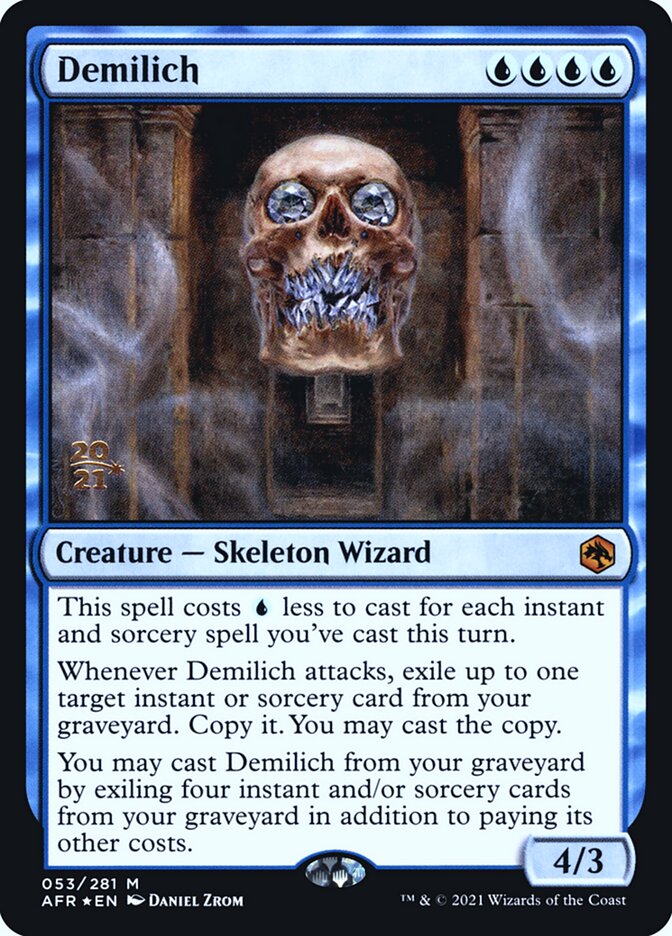 Demilich
20
21
Creature — Skeleton Wizard
This spell costs less to cast for each instant
and sorcery spell you've cast this turn.
Whenever Demilich attacks, exile up to one
target instant or sorcery card from your
graveyard. Copy it. You may cast the copy.
You may cast Demilich from your graveyard
by exiling four instant and/or sorcery cards
from your graveyard in addition to paying its
other costs.
4/3
053/281 M
AFR ★ EN Daniel Zrom
™ & © 2021 Wizards of the Coast